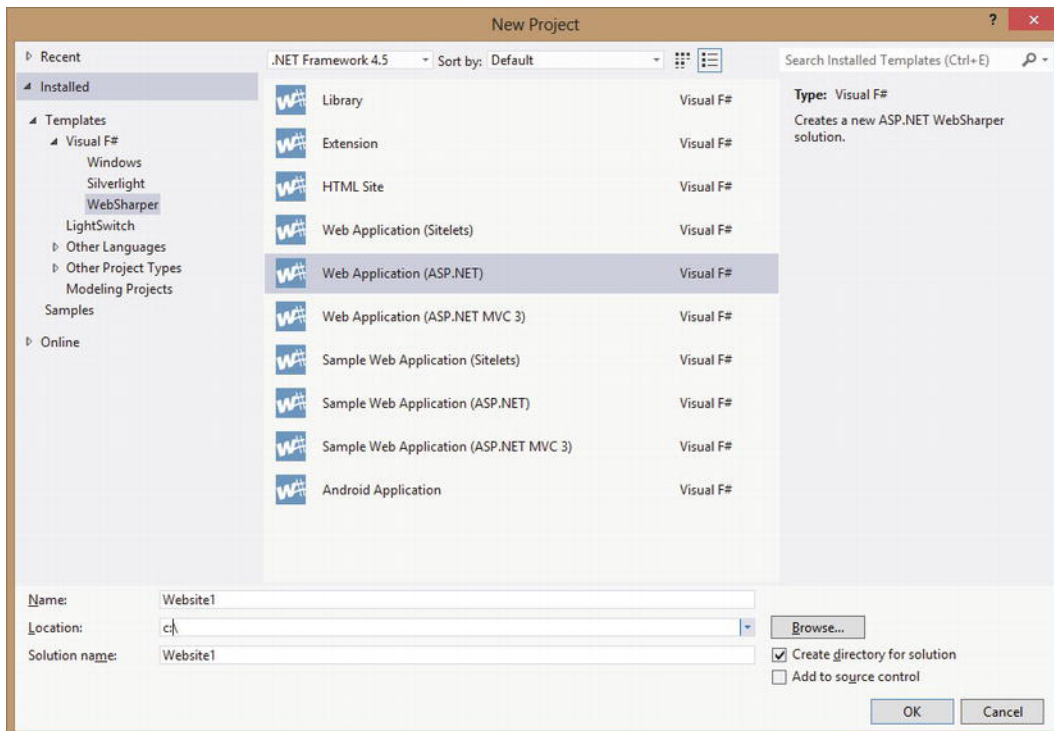 New Project
? ×
Recent
Installed
Templates
Visual F#
Windows
Silverlight
WebSharper
LightSwitch
Other Languages
Other Project Types
Modeling Projects
Samples
Online
.NET Framework 4.5 Sort by: Default
W# Library Visual F#
W# Extension Visual F#
W# HTML Site Visual F#
W# Web Application (Sitelets) Visual F#
W# Web Application (ASP.NET) Visual F#
W# Web Application (ASP.NET MVC 3) Visual F#
W# Sample Web Application (Sitelets) Visual F#
W# Sample Web Application (ASP.NET) Visual F#
W# Sample Web Application (ASP.NET MVC 3) Visual F#
W# Android Application Visual F#
Search Installed Templates (Ctrl+E)
Type: Visual F#
Creates a new ASP.NET WebSharper
solution.
Name: Website1
Location: c:\
Browse...
Solution name: Website1
Create directory for solution
Add to source control
OK Cancel